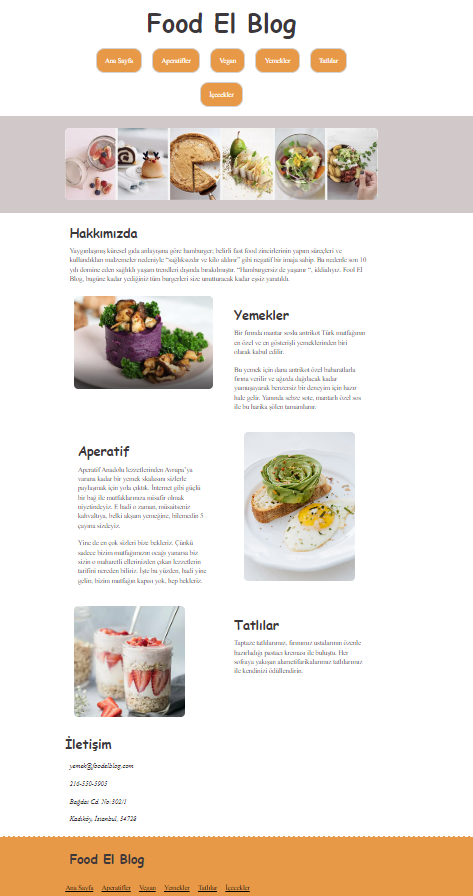 Food El Blog
Ana Sayfa Aperatifler Vegan Yemekler Tatlılar
İçecekler
Hakkımızda
Yaygınlaşmış küresel gıda anlayışına göre hamburger; belirli fast food zincirlerinin yapım süreçleri ve
kullandıkları malzemeler nedeniyle “sağlıksızdır ve kilo aldırır” gibi negatif bir imaja sahip. Bu nedenle son 10
yılı domine eden sağlıklı yaşam trendleri dışında bırakılmıştır. “Hamburgersiz de yaşanır “, iddialıyız. Fool El
Blog, bugüne kadar yediğiniz tüm burgerleri size unutturacak kadar eşsiz yaratıldı.
Yemekler
Bir fırında mantar soslu antrikot Türk mutfağının
en özel ve en gösterişli yemeklerinden biri
olarak kabul edilir.
Bu yemek için dana antrikot özel baharatlarla
fırına verilir ve ağızda dağılacak kadar
yumuşayarak benzersiz bir deneyim için hazır
hale gelir. Yanında sebze sote, mantarlı özel sos
ile bu harika şölen tamamlanır.
Aperatif
Aperatif Anadolu lezzetlerinden Avrupa’ya
varana kadar bir yemek skalasını sizlerle
paylaşmak için yola çıktık. İnternet gibi güçlü
bir bağ ile mutfaklarınıza misafir olmak
niyetindeyiz. E hadi o zaman, müsaitseniz
kahvaltıya, belki akşam yemeğine, bilemedin 5
çayına sizdeyiz.
Yine de en çok sizleri bize bekleriz. Çünkü
sadece bizim mutfağımızın ocağı yanarsa biz
sizin o maharetli ellerinizden çıkan lezzetlerin
tarifini nereden biliriz. İşte bu yüzden, hadi yine
gelin; bizim mutfağın kapısı yok, hep bekleriz.
Tatlılar
Taptaze tatlılarımız, fırınımız ustalarının özenle
hazırladığı pastacı kreması ile buluştu. Her
sofraya yakışan alametifarikalarımız tatlılarımız
ile kendinizi ödüllendirin.
İletişim
yemek@foodelblog.com
216-550-5903
Bağdat Cd. No:302/1
Kadıköy, İstanbul, 34728
Food El Blog
Ana Sayfa Aperatifler Vegan Yemekler Tatlılar İçecekler